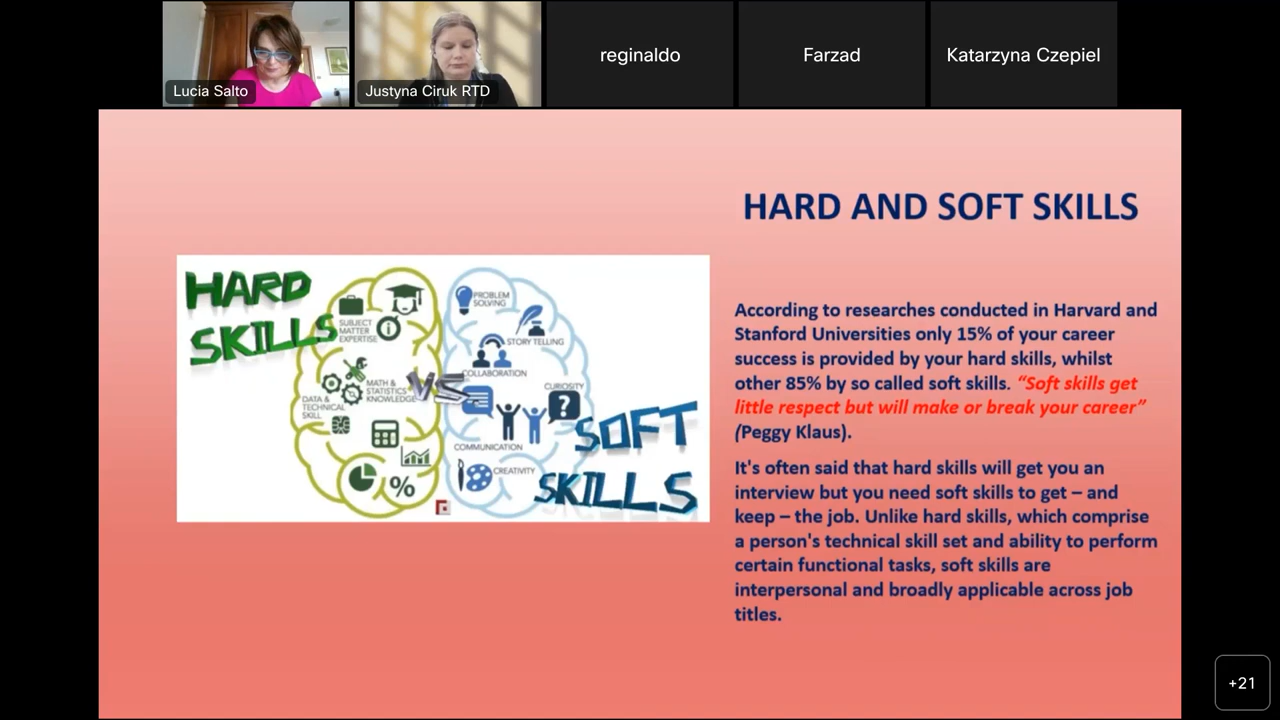 Lucia Salto
Justyna Ciruk RTD
reginaldo
Farzad
Katarzyna Czepiel
HARD AND SOFT SKILLS
HARD
SKILLS
SUBJECT
MATTER
EXPERTISE
MATH &
STATISTICS
KNOWLEDGE
DATA &
TECHNICAL
SKILL
%
VS
PROBLEM
SOLVING
STORY TELLING
COLLABORATION
CURIOSITY
?
COMMUNICATION
CREATIVITY
SOFT
SKILLS
According to researches conducted in Harvard and
Stanford Universities only 15% of your career
success is provided by your hard skills, whilst
other 85% by so called soft skills. “Soft skills get
little respect but will make or break your career”
(Peggy Klaus).
It's often said that hard skills will get you an
interview but you need soft skills to get – and
keep – the job. Unlike hard skills, which comprise
a person's technical skill set and ability to perform
certain functional tasks, soft skills are
interpersonal and broadly applicable across job
titles.
+21